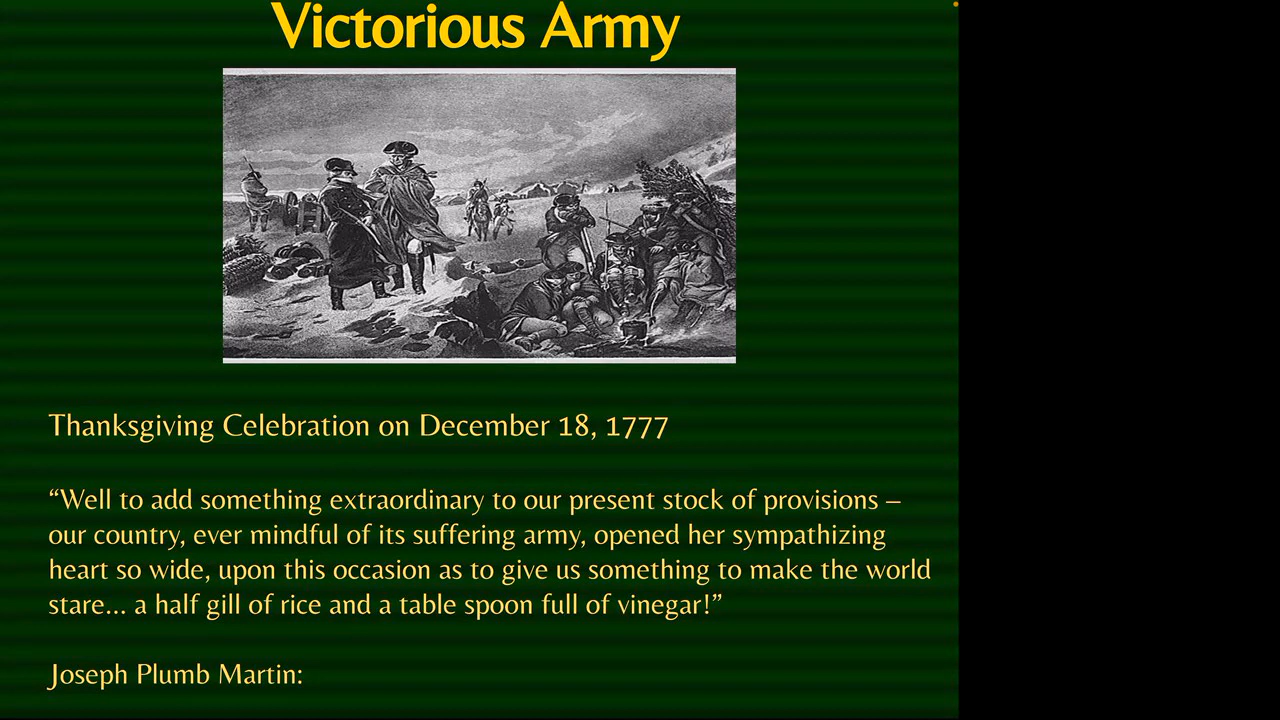 Victorious Army
Thanksgiving Celebration on December 18, 1777
“Well to add something extraordinary to our present stock of provisions –
our country, ever mindful of its suffering army, opened her sympathizing
heart so wide, upon this occasion as to give us something to make the world
stare... a half gill of rice and a table spoon full of vinegar!”
Joseph Plumb Martin: